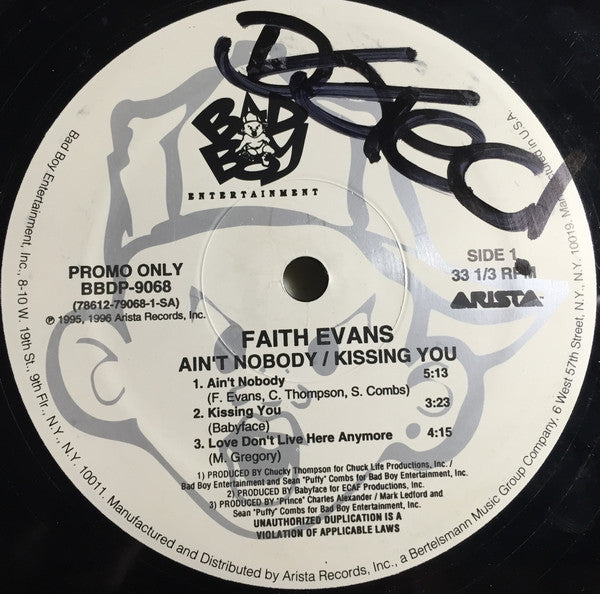 BAD
BOY
ENTERTAINMENT
PROMO ONLY
BBDP-9068
(78612-79068-1-SA)
℗ 1995, 1996 Arista Records, Inc.
SIDE 1
33 1/3 RPM
ARISTA
FAITH EVANS
AIN'T NOBODY / KISSING YOU
1. Ain't Nobody 5:13
(F. Evans, C. Thompson, S. Combs)
2. Kissing You 3:23
(Babyface)
3. Love Don't Live Here Anymore 4:15
(M. Gregory)
1) PRODUCED BY Chucky Thompson for Chuck Life Productions, Inc. /
Bad Boy Entertainment and Sean "Puffy" Combs for Bad Boy Entertainment, Inc.
2) PRODUCED BY Babyface for ECAF Productions, Inc.
3) PRODUCED BY "Prince" Charles Alexander / Mark Ledford and
Sean "Puffy" Combs for Bad Boy Entertainment, Inc.
UNAUTHORIZED DUPLICATION IS A
VIOLATION OF APPLICABLE LAWS
Bad Boy Entertainment, Inc. 8-10 W. 19th St., 9th Flr., N.Y., N.Y. 10011. Manufactured and Distributed by Arista Records, Inc., a Bertelsmann Music Group Company. 6 West 57th Street, N.Y., N.Y. 10019. Manufactured in U.S.A.